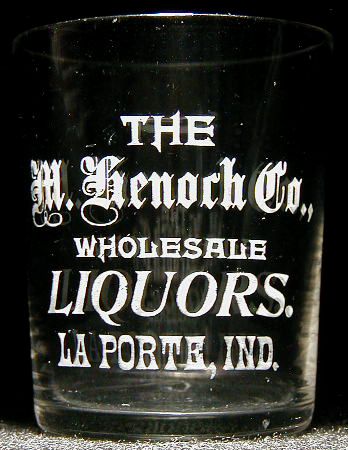 THE
M. Henoch Co.,
WHOLESALE
LIQUORS.
LA PORTE, IND.